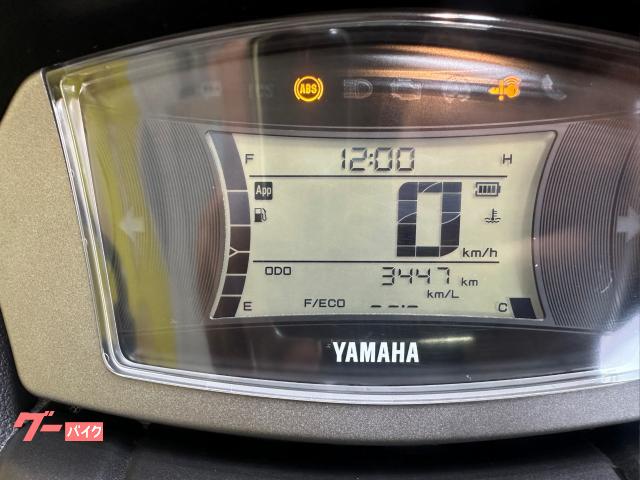 ABS
F 12:00 H
App
0 km/h
ODO 3447 km
F/ECO --.- km/L
E C
YAMAHA
グー バイク